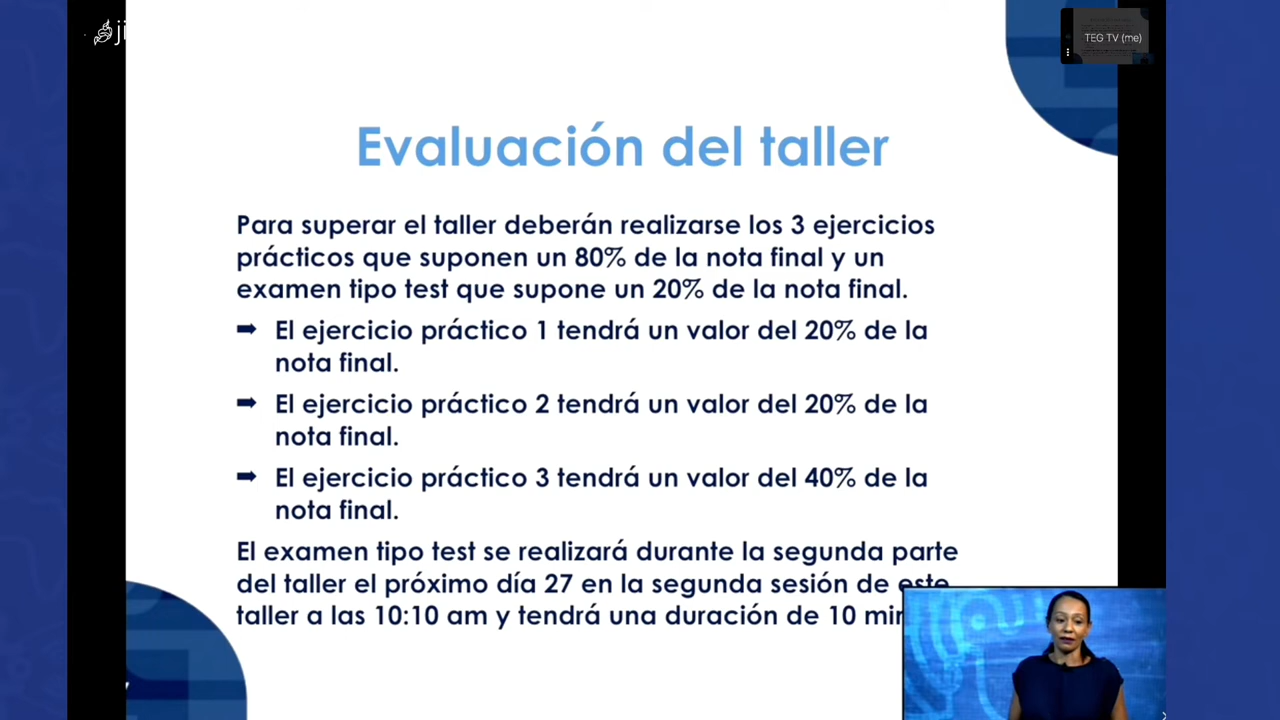 ji
TEG TV (me)
Evaluación del taller
Para superar el taller deberán realizarse los 3 ejercicios
prácticos que suponen un 80% de la nota final y un
examen tipo test que supone un 20% de la nota final.
➡ El ejercicio práctico 1 tendrá un valor del 20% de la
nota final.
➡ El ejercicio práctico 2 tendrá un valor del 20% de la
nota final.
➡ El ejercicio práctico 3 tendrá un valor del 40% de la
nota final.
El examen tipo test se realizará durante la segunda parte
del taller el próximo día 27 en la segunda sesión de este
taller a las 10:10 am y tendrá una duración de 10